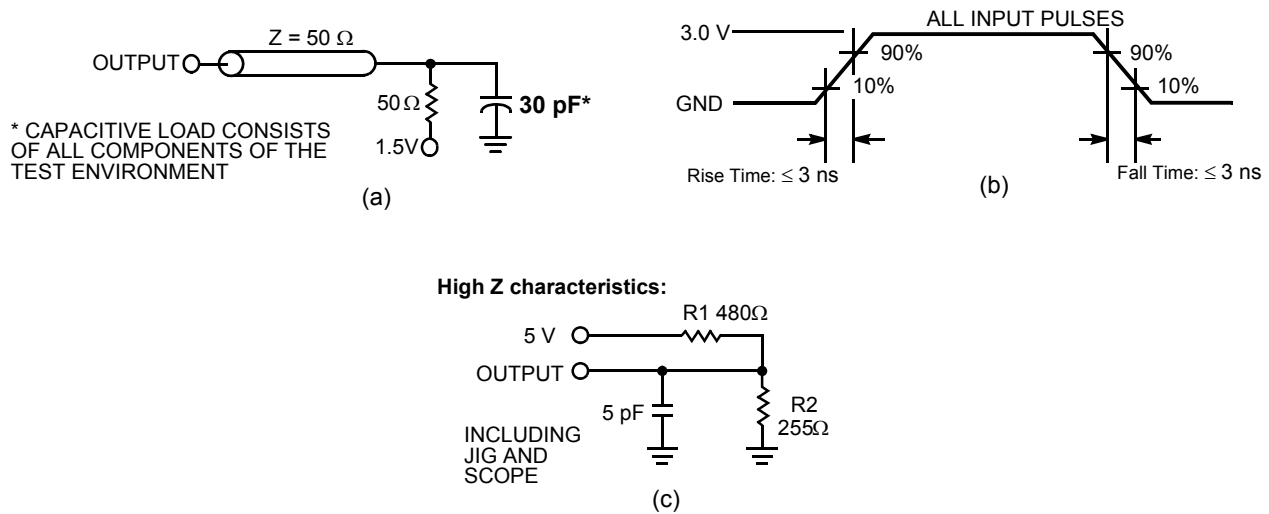 Z = 50 Ω
OUTPUT
50 Ω
30 pF*
1.5V
* CAPACITIVE LOAD CONSISTS
OF ALL COMPONENTS OF THE
TEST ENVIRONMENT
(a)
ALL INPUT PULSES
3.0 V
90%
10%
GND
90%
10%
Rise Time: ≤ 3 ns
Fall Time: ≤ 3 ns
(b)
High Z characteristics:
R1 480Ω
5 V
OUTPUT
5 pF
R2
255Ω
INCLUDING
JIG AND
SCOPE
(c)